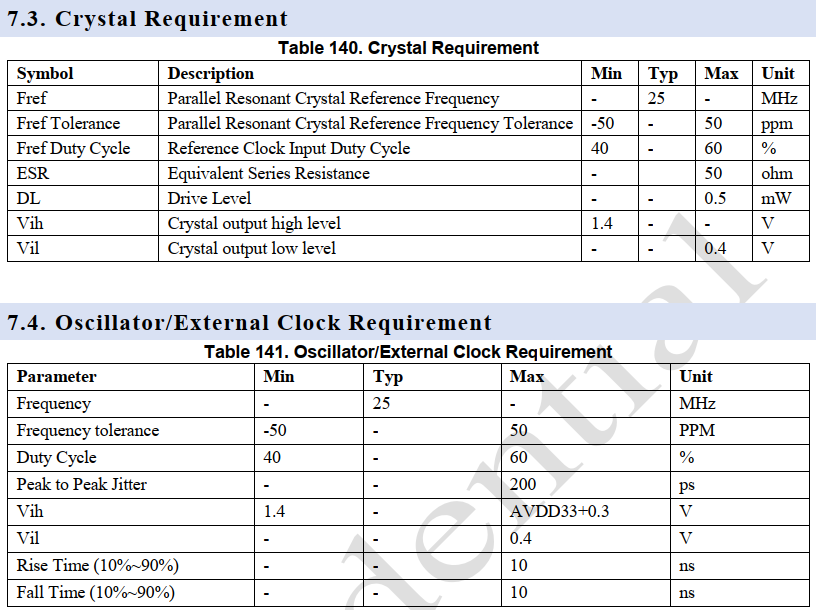 7.3. Crystal Requirement
Table 140. Crystal Requirement
Symbol Description Min Typ Max Unit
Fref Parallel Resonant Crystal Reference Frequency - 25 - MHz
Fref Tolerance Parallel Resonant Crystal Reference Frequency Tolerance -50 - 50 ppm
Fref Duty Cycle Reference Clock Input Duty Cycle 40 - 60 %
ESR Equivalent Series Resistance - 50 ohm
DL Drive Level - - 0.5 mW
Vih Crystal output high level 1.4 - - V
Vil Crystal output low level - - 0.4 V
7.4. Oscillator/External Clock Requirement
Table 141. Oscillator/External Clock Requirement
Parameter Min Typ Max Unit
Frequency - 25 - MHz
Frequency tolerance -50 - 50 PPM
Duty Cycle 40 - 60 %
Peak to Peak Jitter - - 200 ps
Vih 1.4 - AVDD33+0.3 V
Vil - - 0.4 V
Rise Time (10%~90%) - - 10 ns
Fall Time (10%~90%) - - 10 ns
dential